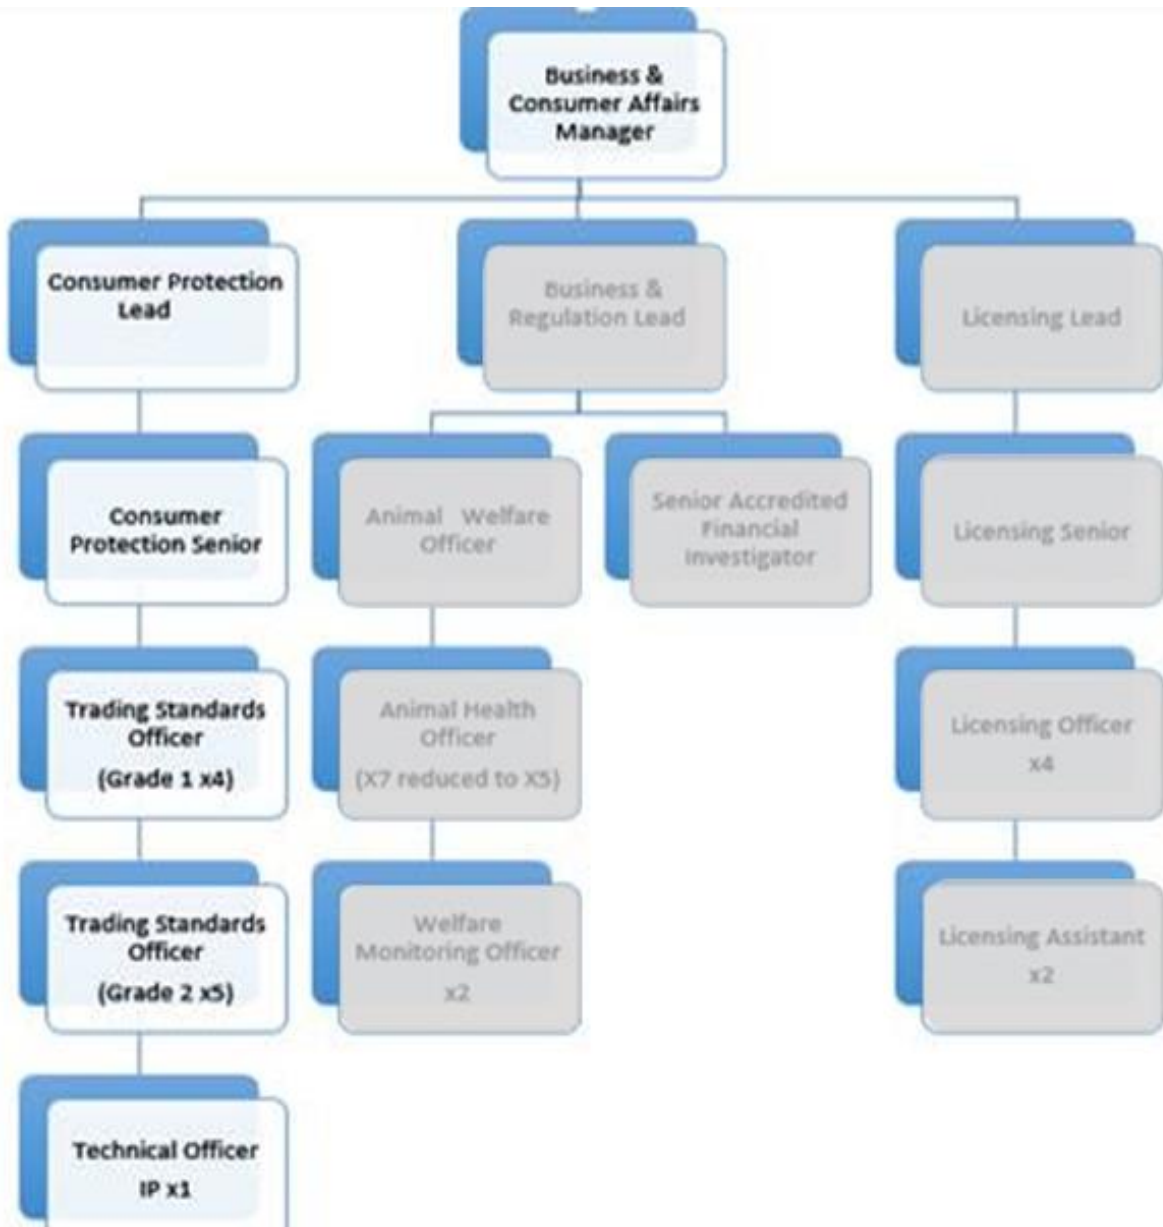 Business &
Consumer Affairs
Manager
Consumer Protection
Lead
Business &
Regulation Lead
Licensing Lead
Consumer
Protection Senior
Animal Welfare
Officer
Senior Accredited
Financial
Investigator
Licensing Senior
Trading Standards
Officer
(Grade 1 x4)
Animal Health
Officer
(X7 reduced to X5)
Licensing Officer
x4
Trading Standards
Officer
(Grade 2 x5)
Welfare
Monitoring Officer
x2
Licensing Assistant
x2
Technical Officer
IP x1